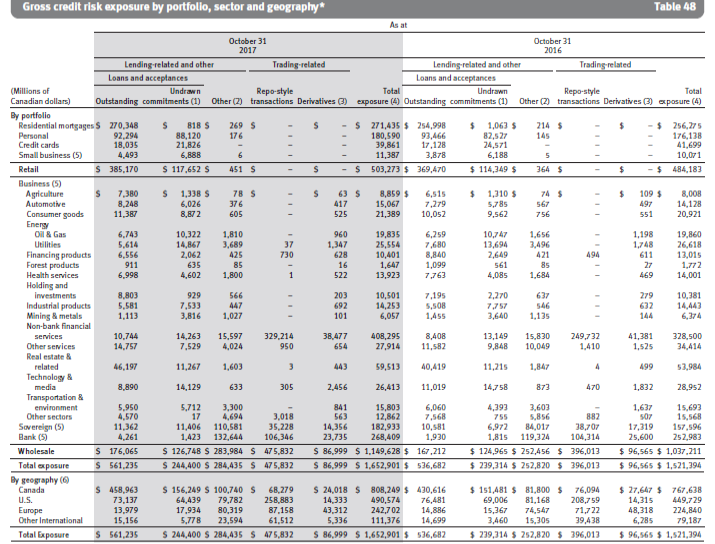 Gross credit risk exposure by portfolio, sector and geography* Table 48
As at
October 31 October 31
2017 2016
Lending-related and other Trading-related Lending-related and other Trading-related
Loans and acceptances Loans and acceptances
(Millions of Undrawn Repo-style Total Undrawn Repo-style Total
Canadian dollars) Outstanding commitments (1) Other (2) transactions Derivatives (3) exposure (4) Outstanding commitments (1) Other (2) transactions Derivatives (3) exposure (4)
By portfolio
Residential mortgages $ 270,348 $ 818 $ 269 $ – $ – $ 271,435 $ 254,998 $ 1,063 $ 214 $ – $ – $ 256,275
Personal 92,294 88,120 176 – – 180,590 93,466 82,527 145 – – 176,138
Credit cards 18,035 21,826 – – – 39,861 17,128 24,571 – – – 41,699
Small business (5) 4,493 6,888 6 – – 11,387 3,878 6,188 5 – – 10,071
Retail $ 385,170 $ 117,652 $ 451 $ – $ – $ 503,273 $ 369,470 $ 114,349 $ 364 $ – $ – $ 484,183
Business (5)
Agriculture $ 7,380 $ 1,338 $ 78 $ – $ 63 $ 8,859 $ 6,515 $ 1,310 $ 74 $ – $ 109 $ 8,008
Automotive 8,248 6,026 376 – 417 15,067 7,279 5,785 567 – 497 14,128
Consumer goods 11,387 8,872 605 – 525 21,389 10,052 9,562 756 – 551 20,921
Energy
Oil & Gas 6,743 10,322 1,810 – 960 19,835 6,259 10,747 1,656 – 1,198 19,860
Utilities 5,614 14,867 3,689 37 1,347 25,554 7,680 13,694 3,496 – 1,748 26,618
Financing products 6,556 2,062 425 730 628 10,401 8,840 2,649 421 494 611 13,015
Forest products 911 635 85 – 16 1,647 1,099 561 85 – 27 1,772
Health services 6,998 4,602 1,800 1 522 13,923 7,763 4,085 1,684 – 469 14,001
Holding and
investments 8,803 929 566 – 203 10,501 7,195 2,270 637 – 279 10,381
Industrial products 5,581 7,533 447 – 692 14,253 5,508 7,757 546 – 632 14,443
Mining & metals 1,113 3,816 1,027 – 101 6,057 1,455 3,640 1,135 – 144 6,374
Non-bank financial
services 10,744 14,263 15,597 329,214 38,477 408,295 8,408 13,149 15,830 249,732 41,381 328,500
Other services 14,757 7,529 4,024 950 654 27,914 11,582 9,848 10,049 1,410 1,525 34,414
Real estate &
related 46,197 11,267 1,603 3 443 59,513 40,419 11,215 1,847 4 499 53,984
Technology &
media 8,890 14,129 633 305 2,456 26,413 11,019 14,758 873 470 1,832 28,952
Transportation &
environment 5,950 5,712 3,300 – 841 15,803 6,060 4,393 3,603 – 1,637 15,693
Other sectors 4,570 17 4,694 3,018 563 12,862 7,568 755 5,856 882 507 15,568
Sovereign (5) 11,362 11,406 110,581 35,228 14,356 182,933 10,581 6,972 84,017 38,707 17,319 157,596
Bank (5) 4,261 1,423 132,644 106,346 23,735 268,409 1,930 1,815 119,324 104,314 25,600 252,983
Wholesale $ 176,065 $ 126,748 $ 283,984 $ 475,832 $ 86,999 $ 1,149,628 $ 167,212 $ 124,965 $ 252,456 $ 396,013 $ 96,565 $ 1,037,211
Total exposure $ 561,235 $ 244,400 $ 284,435 $ 475,832 $ 86,999 $ 1,652,901 $ 536,682 $ 239,314 $ 252,820 $ 396,013 $ 96,565 $ 1,521,394
By geography (6)
Canada $ 458,963 $ 156,249 $ 100,740 $ 68,279 $ 24,018 $ 808,249 $ 430,616 $ 151,481 $ 81,800 $ 76,094 $ 27,647 $ 767,638
U.S. 73,137 64,439 79,782 258,883 14,333 490,574 76,481 69,006 81,168 208,759 14,315 449,729
Europe 13,979 17,934 80,319 87,158 43,312 242,702 14,886 15,367 74,547 71,722 48,318 224,840
Other International 15,156 5,778 23,594 61,512 5,336 111,376 14,699 3,460 15,305 39,438 6,285 79,187
Total Exposure $ 561,235 $ 244,400 $ 284,435 $ 475,832 $ 86,999 $ 1,652,901 $ 536,682 $ 239,314 $ 252,820 $ 396,013 $ 96,565 $ 1,521,394